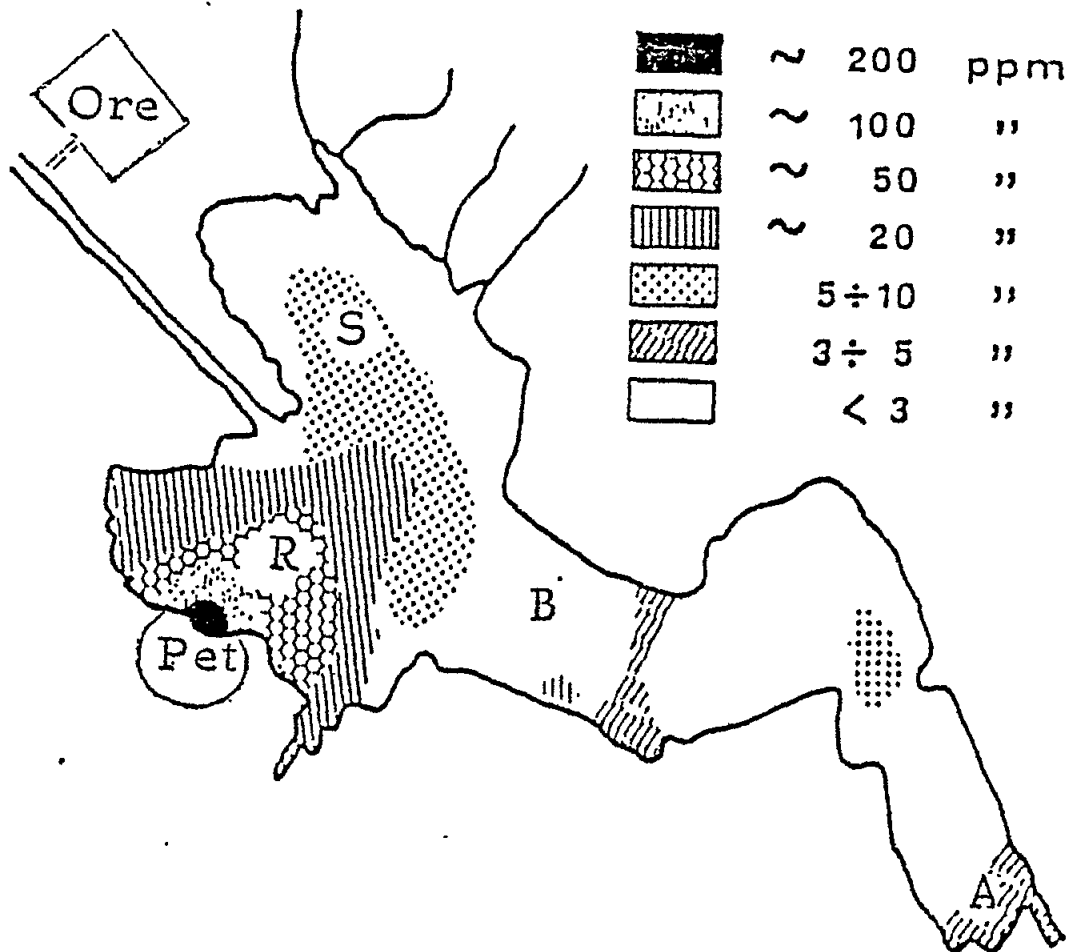 Ore
~ 200 ppm
~ 100 „
~ 50 „
~ 20 „
5÷10 „
3÷ 5 „
< 3 „
S
R
B
Pet
A